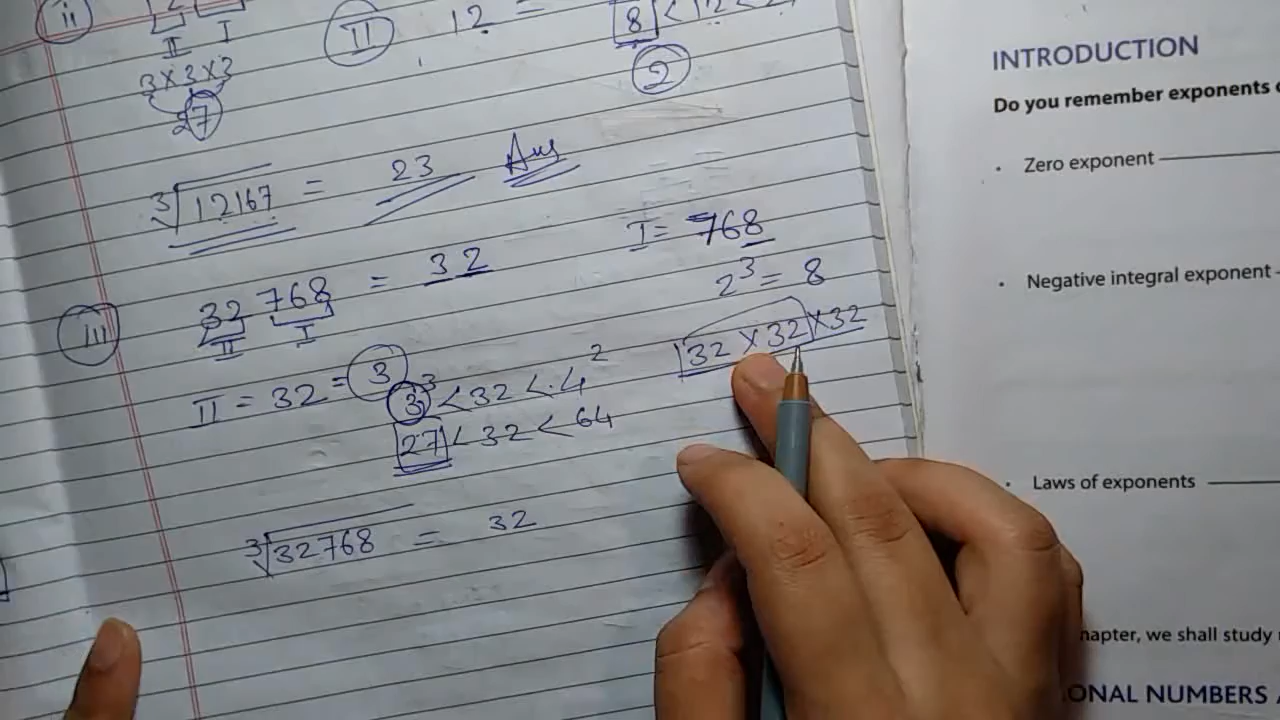 ii
II I
II 12 = 8 < 12 < 2
3 × 3 × 3
27
2
∛12167 = 23 Ans
iii 32 768 = 32
II I
I = 768
2³ = 8
32 × 32 × 32
II = 32 = 3
3³ < 32 < 4²
27 < 32 < 64
∛32768 = 32
INTRODUCTION
Do you remember exponents
• Zero exponent
• Negative integral exponent
• Laws of exponents
hapter, we shall study
ONAL NUMBERS